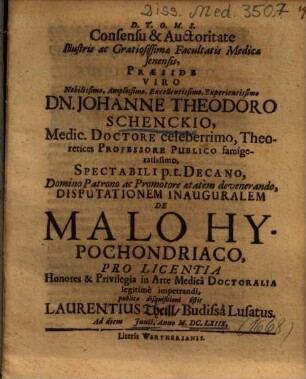 Diss. Med. 3507
D. T. O. M. S.
Consensu & Auctoritate
Illustris ac Gratiosissimæ Facultatis Medicæ
Jenensis,
PRÆSIDE
VIRO
Nobilissimo, Amplissimo, Excellentissimo, Experientissimo
DN. JOHANNE THEODORO
SCHENCKIO,
Medic. DOCTORE celeberrimo, Theo-
retices PROFESSORE PUBLICO famige-
ratissimo,
SPECTABILI p.t. DECANO,
Domino Patrono ac Promotore ætatem devenerando,
DISPUTATIONEM INAUGURALEM
DE
MALO HY-
POCHONDRIACO,
PRO LICENTIA
Honores & Privilegia in Arte Medicâ DOCTORALIA
legitimè impetrandi,
publicæ disquisitioni sistit
LAURENTIUS Theill/ Budissâ Lusatus.
Ad diem Junii, Anno M. DC. LXIIX.
(1668)
Literis WERTHERIANIS.